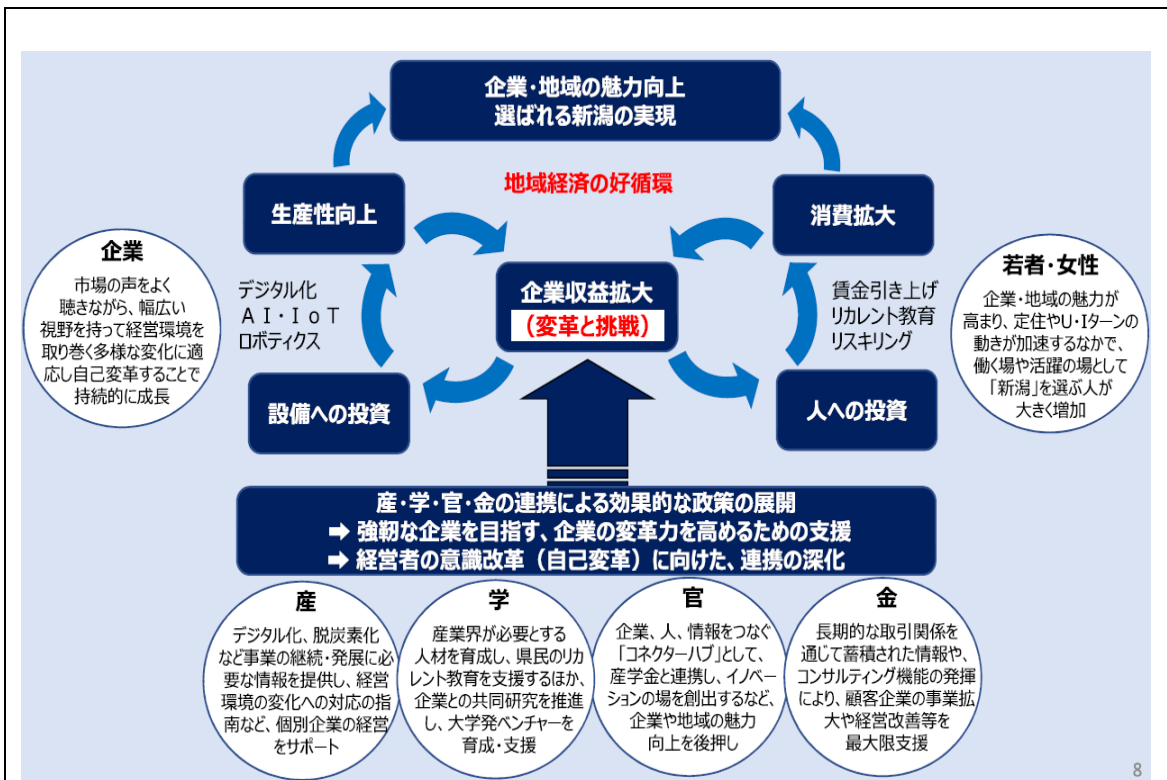 企業・地域の魅力向上
選ばれる新潟の実現
地域経済の好循環
生産性向上
消費拡大
企業
市場の声をよく
聴きながら、幅広い
視野を持って経営環境を
取り巻く多様な変化に適
応し自己変革することで
持続的に成長
デジタル化
ＡＩ・ＩｏＴ
ロボティクス
企業収益拡大
（変革と挑戦）
賃金引き上げ
リカレント教育
リスキリング
若者・女性
企業・地域の魅力が
高まり、定住やU・Iターンの
動きが加速するなかで、
働く場や活躍の場として
「新潟」を選ぶ人が
大きく増加
設備への投資
人への投資
産・学・官・金の連携による効果的な政策の展開
➡ 強靭な企業を目指す、企業の変革力を高めるための支援
➡ 経営者の意識改革（自己変革）に向けた、連携の深化
産
デジタル化、脱炭素化
など事業の継続・発展に必
要な情報を提供し、経営
環境の変化への対応の指
南など、個別企業の経営
をサポート
学
産業界が必要とする
人材を育成し、県民のリカ
レント教育を支援するほか、
企業との共同研究を推進
し、大学発ベンチャーを
育成・支援
官
企業、人、情報をつなぐ
「コネクターハブ」として、
産学金と連携し、イノベー
ションの場を創出するなど、
企業や地域の魅力
向上を後押し
金
長期的な取引関係を
通じて蓄積された情報や、
コンサルティング機能の発揮
により、顧客企業の事業拡
大や経営改善等を
最大限支援
8